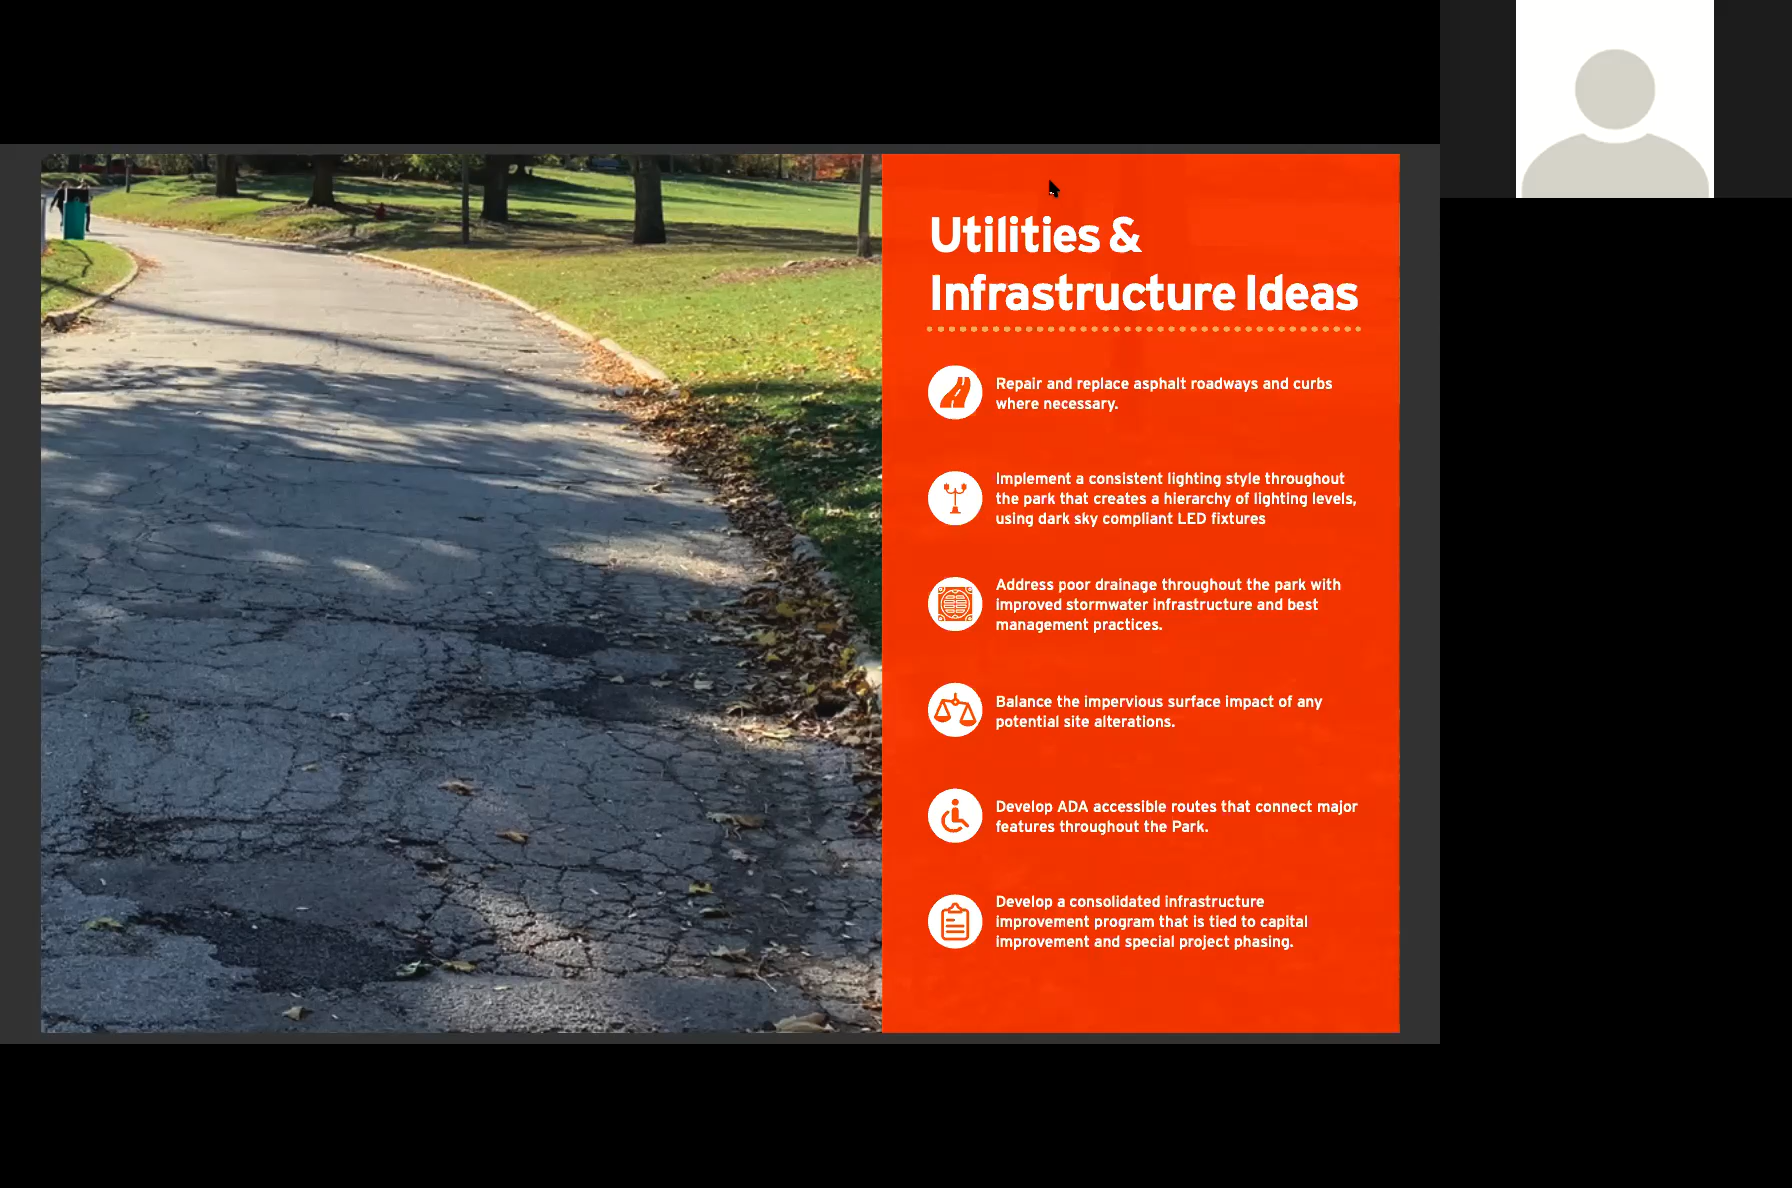 Utilities &
Infrastructure Ideas
Repair and replace asphalt roadways and curbs
where necessary.
Implement a consistent lighting style throughout
the park that creates a hierarchy of lighting levels,
using dark sky compliant LED fixtures
Address poor drainage throughout the park with
improved stormwater infrastructure and best
management practices.
Balance the impervious surface impact of any
potential site alterations.
Develop ADA accessible routes that connect major
features throughout the Park.
Develop a consolidated infrastructure
improvement program that is tied to capital
improvement and special project phasing.